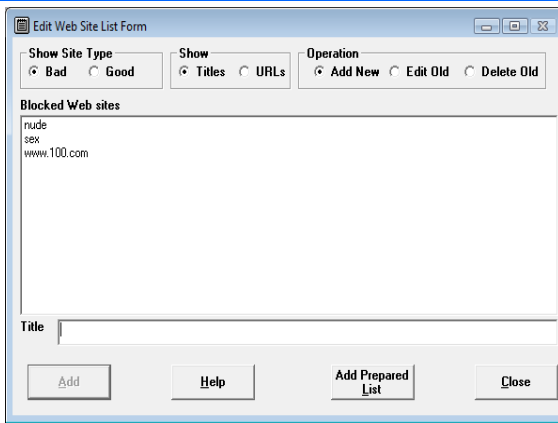 Edit Web Site List Form
Show Site Type
Bad Good
Show
Titles URLs
Operation
Add New Edit Old Delete Old
Blocked Web sites
nude
sex
www.100.com
Title
Add
Help
Add Prepared
List
Close